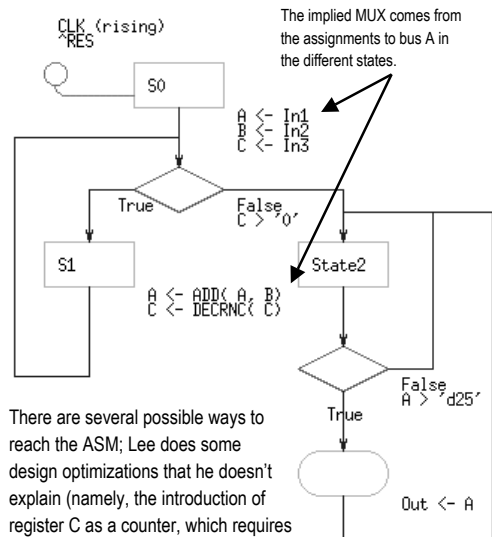 CLK (rising)
^RES
The implied MUX comes from
the assignments to bus A in
the different states.
S0
A <- In1
B <- In2
C <- In3
True
False
C > '0'
S1
State2
A <- ADD( A, B)
C <- DECRNC( C)
False
A > 'd25'
True
There are several possible ways to
reach the ASM; Lee does some
design optimizations that he doesn't
explain (namely, the introduction of
register C as a counter, which requires
Out <- A